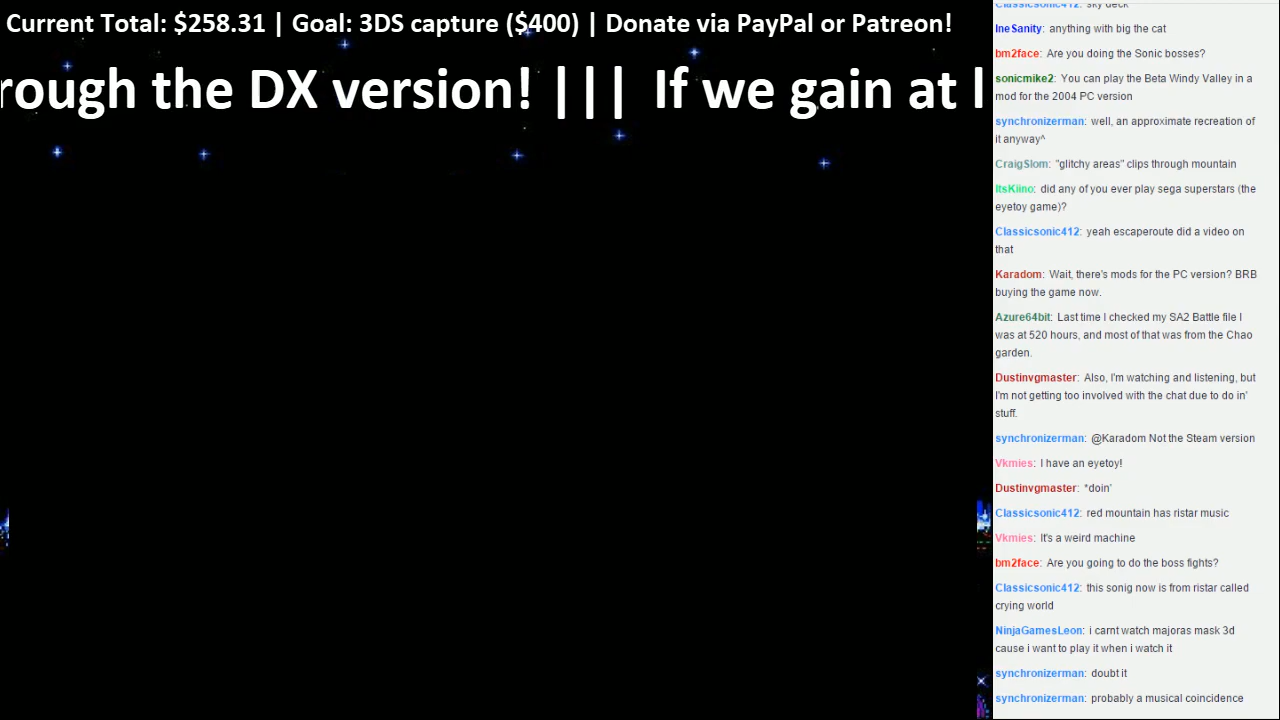 Current Total: $258.31 | Goal: 3DS capture ($400) | Donate via PayPal or Patreon!
rough the DX version! ||| If we gain at l
Classicsonic412: sky deck
IneSanity: anything with big the cat
bm2face: Are you doing the Sonic bosses?
sonicmike2: You can play the Beta Windy Valley in a
mod for the 2004 PC version
synchronizerman: well, an approximate recreation of
it anyway^
CraigSlom: "glitchy areas" clips through mountain
ItsKiino: did any of you ever play sega superstars (the
eyetoy game)?
Classicsonic412: yeah escaperoute did a video on
that
Karadom: Wait, there's mods for the PC version? BRB
buying the game now.
Azure64bit: Last time I checked my SA2 Battle file I
was at 520 hours, and most of that was from the Chao
garden.
Dustinvgmaster: Also, I'm watching and listening, but
I'm not getting too involved with the chat due to do in'
stuff.
synchronizerman: @Karadom Not the Steam version
Vkmies: I have an eyetoy!
Dustinvgmaster: *doin'
Classicsonic412: red mountain has ristar music
Vkmies: It's a weird machine
bm2face: Are you going to do the boss fights?
Classicsonic412: this sonig now is from ristar called
crying world
NinjaGamesLeon: i carnt watch majoras mask 3d
cause i want to play it when i watch it
synchronizerman: doubt it
synchronizerman: probably a musical coincidence